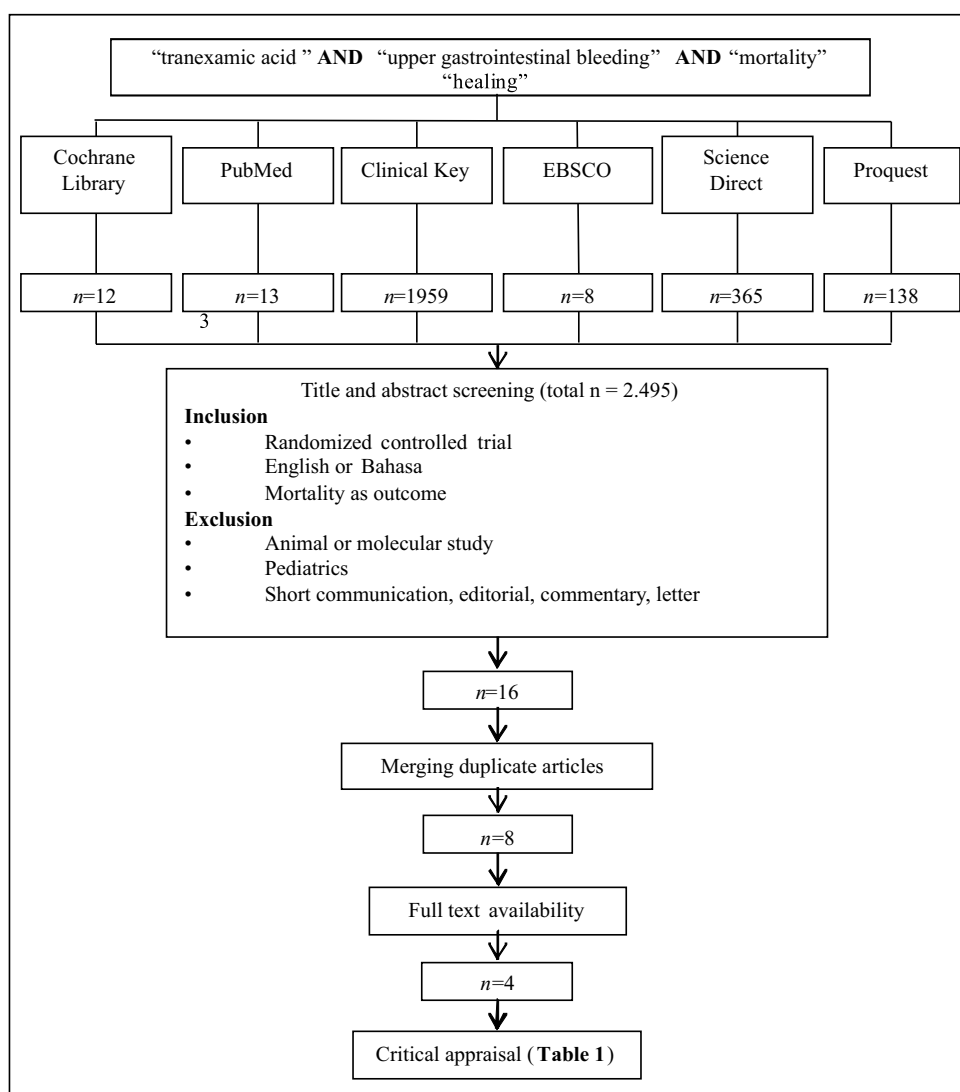 “tranexamic acid ” AND “upper gastrointestinal bleeding” AND “mortality”
“healing”
Cochrane
Library
PubMed
Clinical Key
EBSCO
Science
Direct
Proquest
n=12
n=13
3
n=1959
n=8
n=365
n=138
Title and abstract screening (total n = 2.495)
Inclusion
• Randomized controlled trial
• English or Bahasa
• Mortality as outcome
Exclusion
• Animal or molecular study
• Pediatrics
• Short communication, editorial, commentary, letter
n=16
Merging duplicate articles
n=8
Full text availability
n=4
Critical appraisal (Table 1)